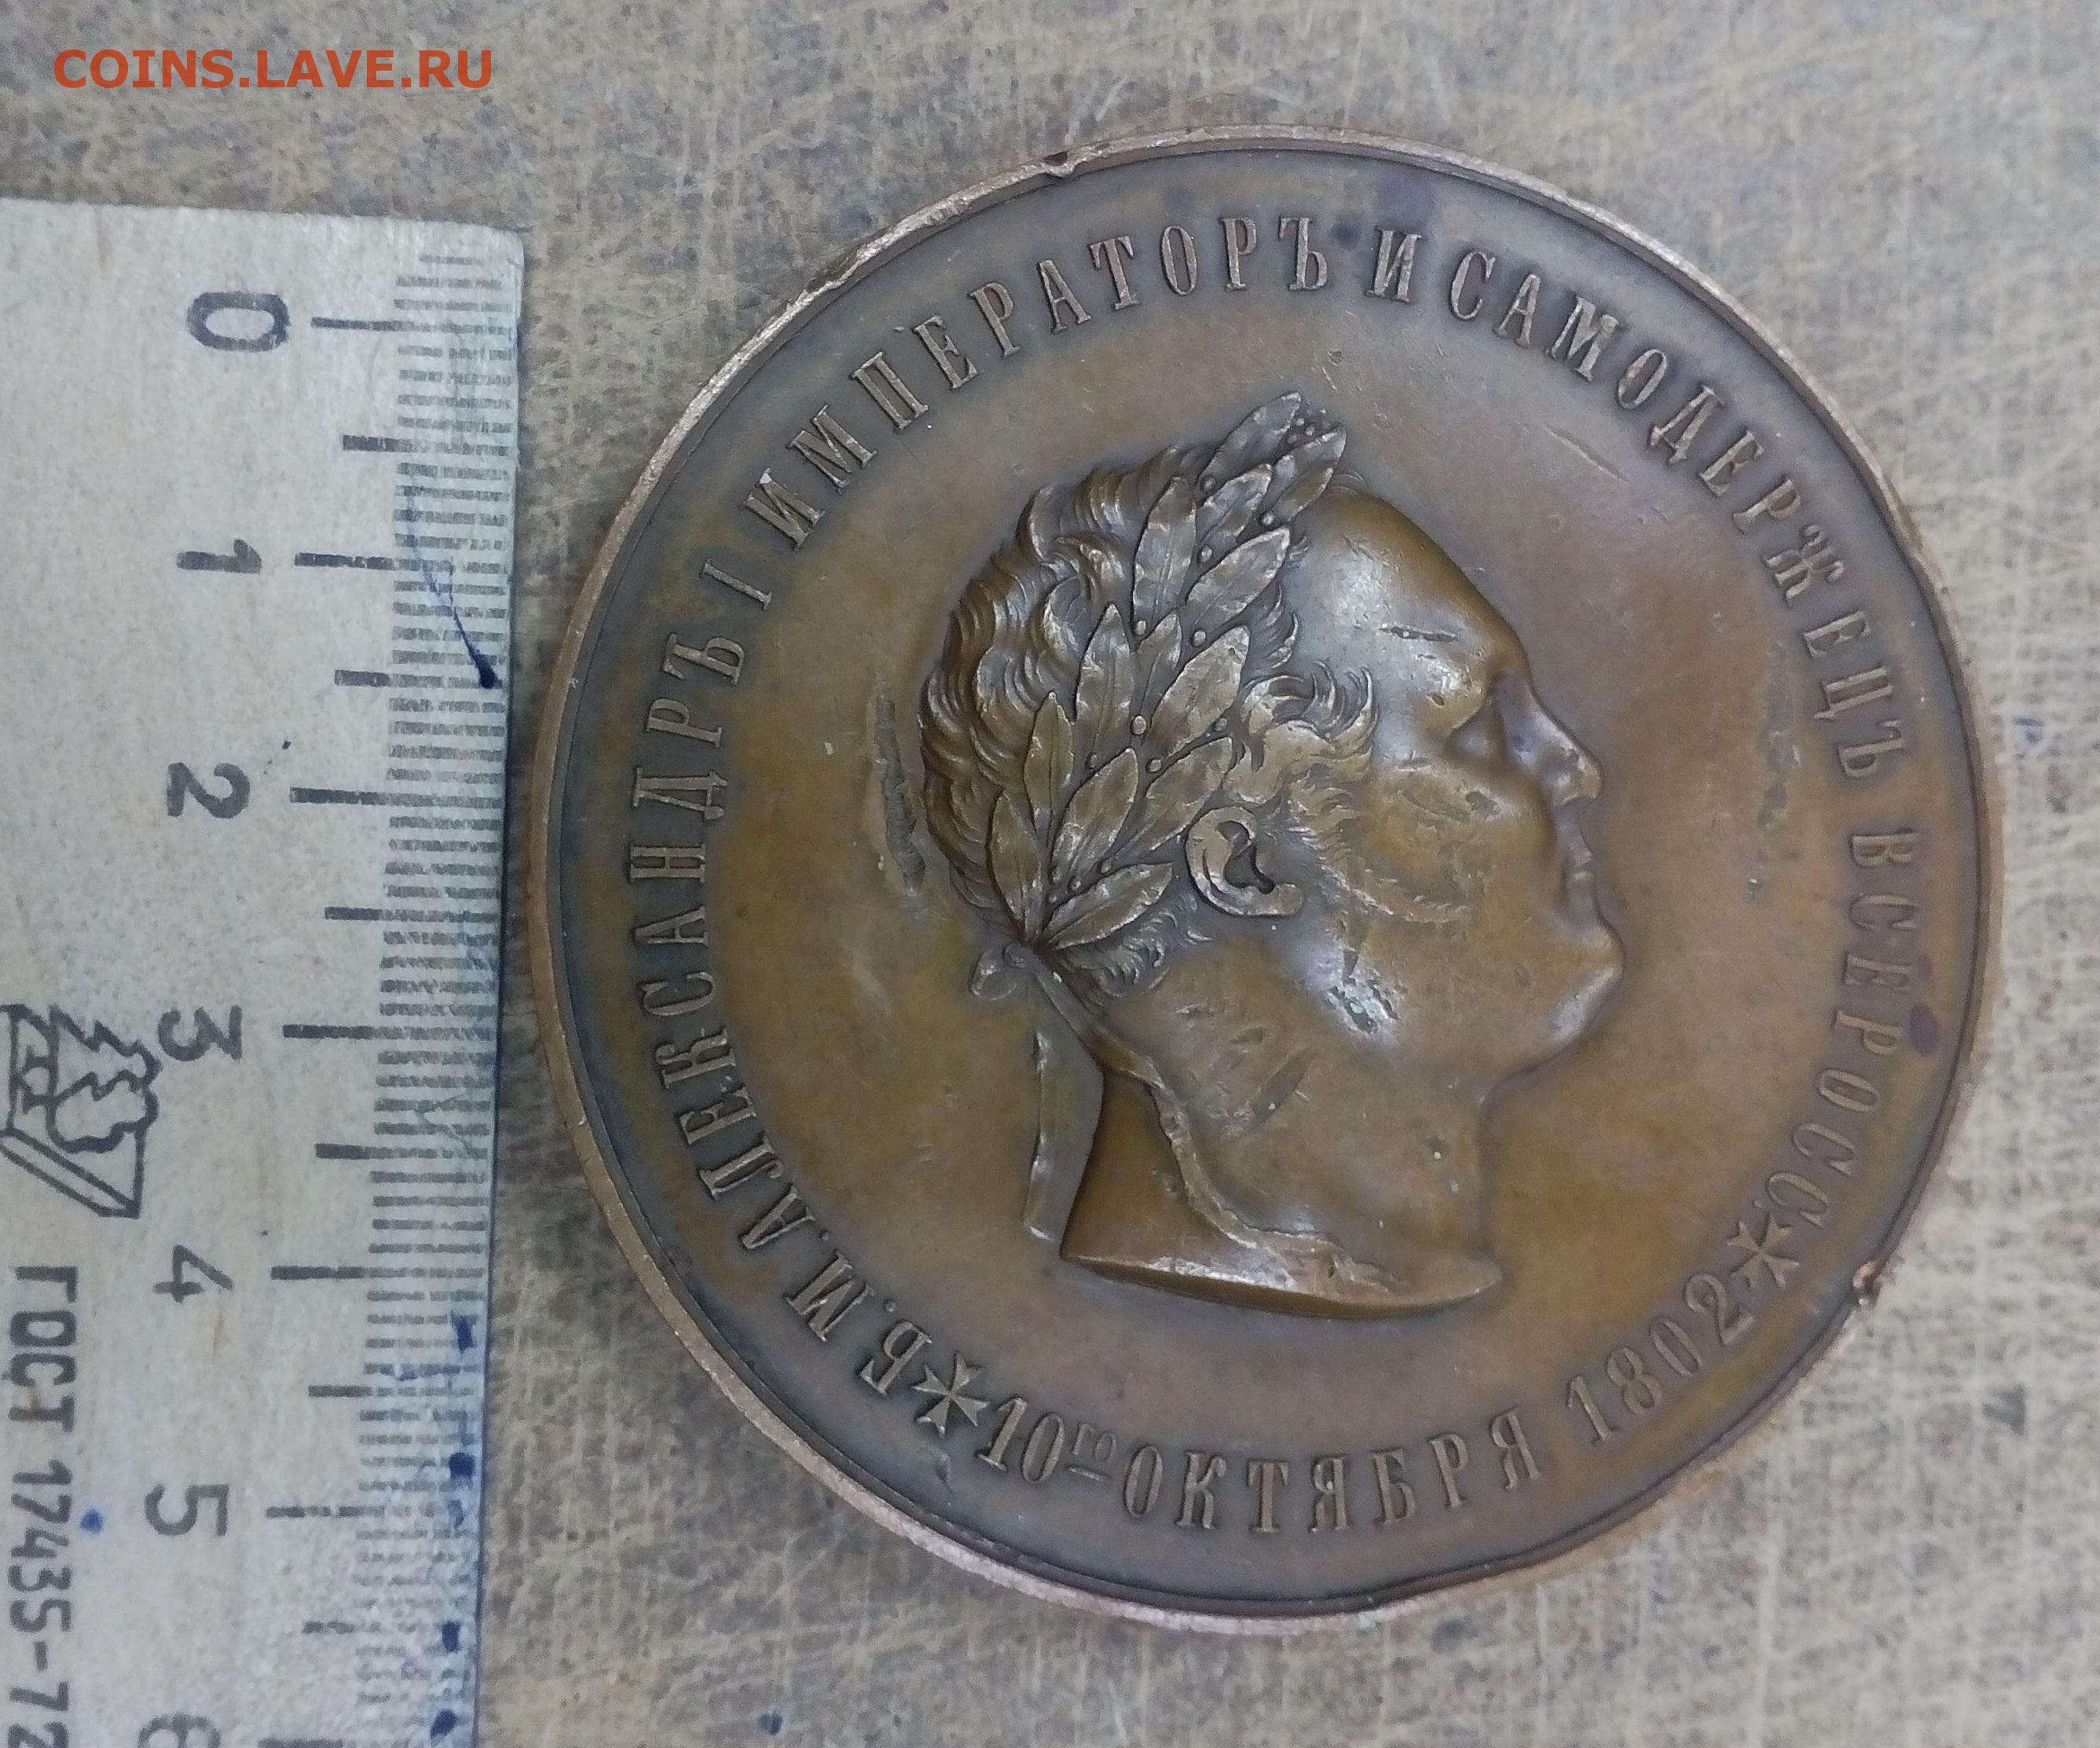 COINS.LAVE.RU
Б. М. АЛЕКСАНДРЪ I ИМПЕРАТОРЪ И САМОДЕРЖЕЦЪ ВСЕРОСС.
10ГО ОКТЯБРЯ 1802
0
1
2
3
4
5
ГОСТ 17435-72